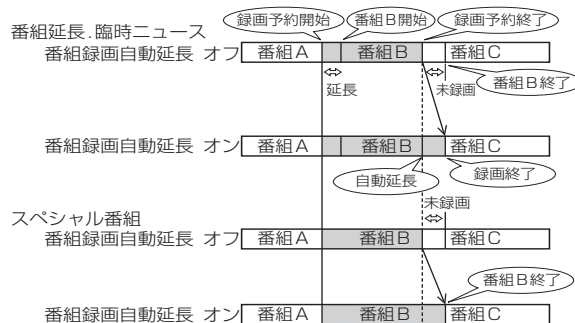 録画予約開始 番組B開始 録画予約終了
番組延長.臨時ニュース
番組録画自動延長 オフ 番組A 番組B 番組C
延長 未録画 番組B終了
番組録画自動延長 オン 番組A 番組B 番組C
自動延長 録画終了
未録画
スペシャル番組
番組録画自動延長 オフ 番組A 番組B 番組C
番組B終了
番組録画自動延長 オン 番組A 番組B 番組C